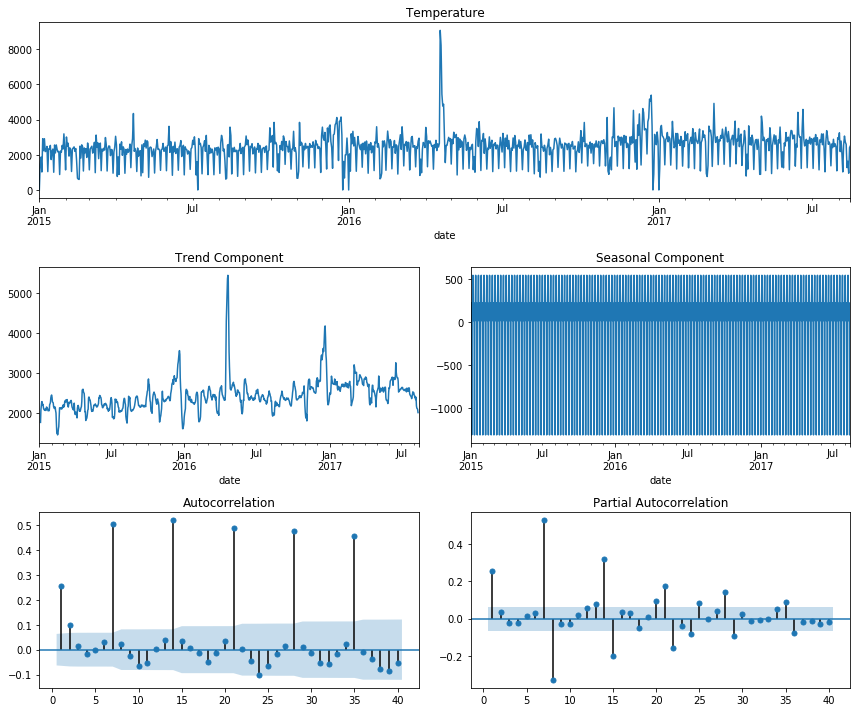 Temperature
8000
6000
4000
2000
0
Jan Jul Jan Jul Jan Jul
2015 2016 2017
date
Trend Component
5000
4000
3000
2000
Jan Jul Jan Jul Jan Jul
2015 2016 2017
date
Seasonal Component
500
0
−500
−1000
Jan Jul Jan Jul Jan Jul
2015 2016 2017
date
Autocorrelation
0.5
0.4
0.3
0.2
0.1
0.0
−0.1
0 5 10 15 20 25 30 35 40
Partial Autocorrelation
0.4
0.2
0.0
−0.2
0 5 10 15 20 25 30 35 40